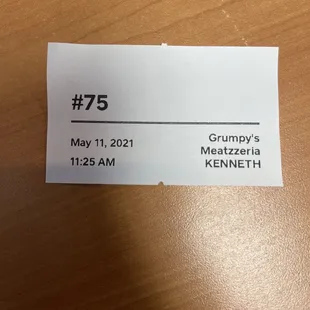 #75
May 11, 2021
11:25 AM
Grumpy's
Meatzzeria
KENNETH